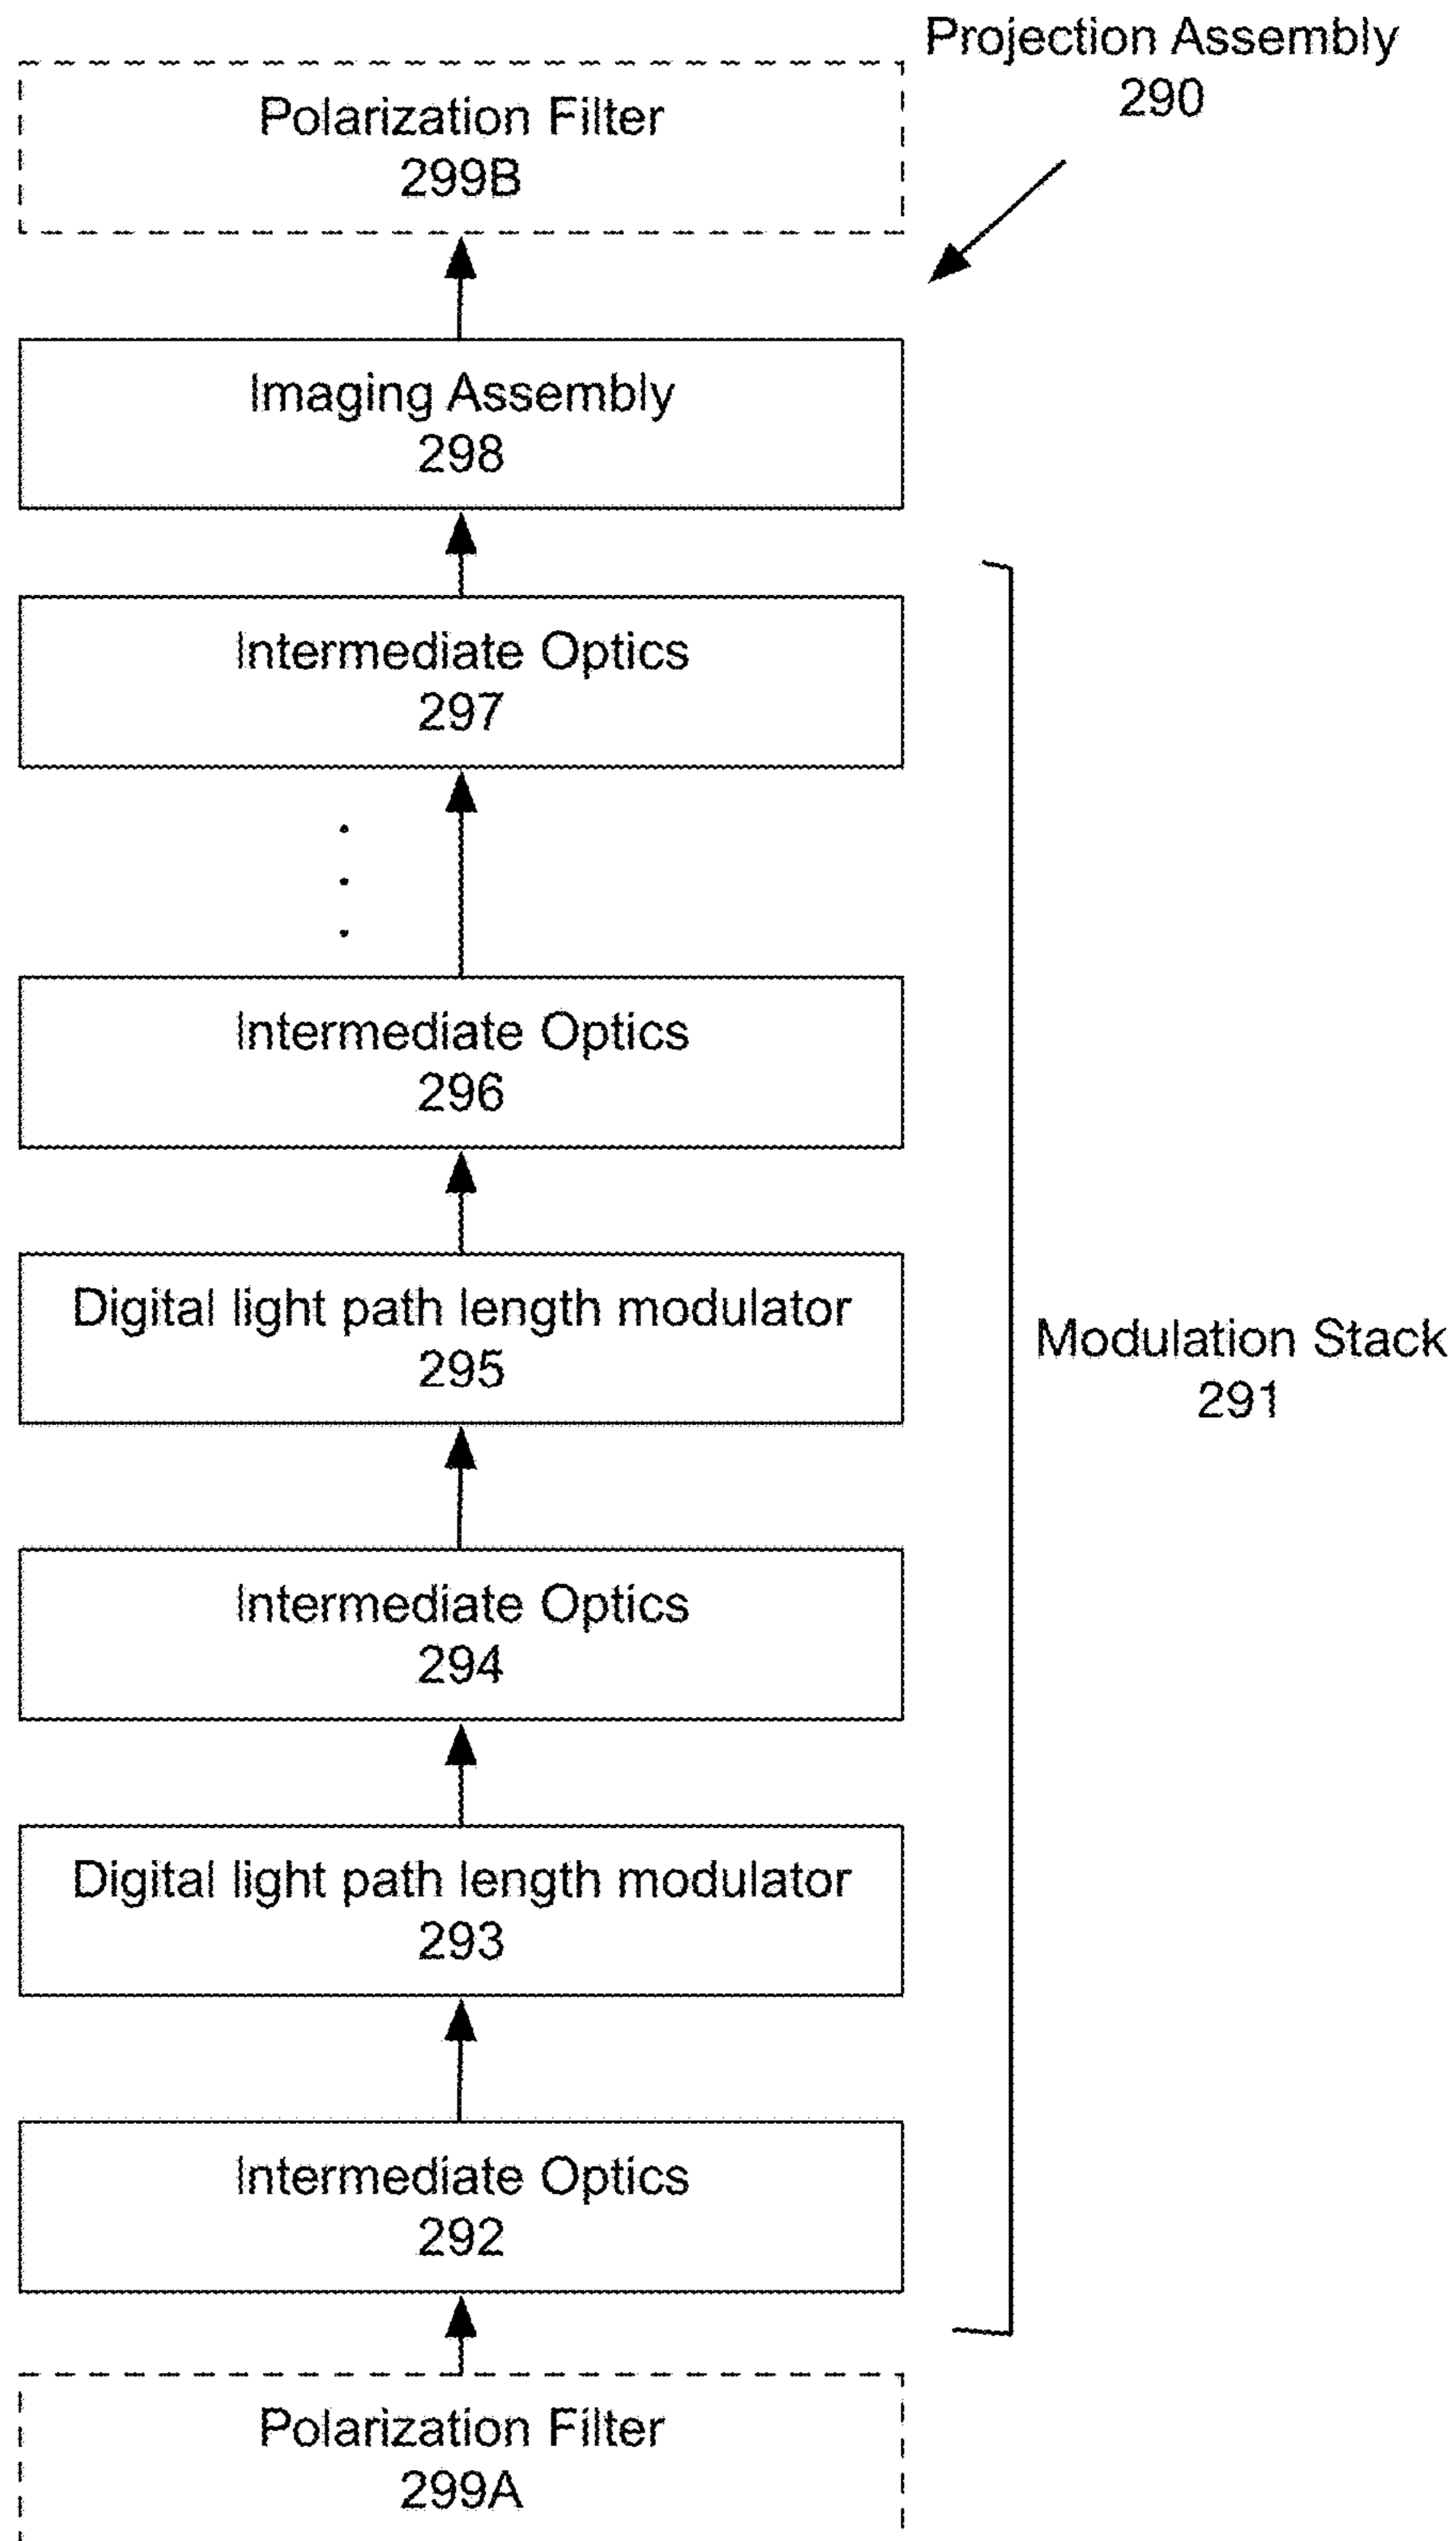 Projection Assembly
290
Polarization Filter
299B
Imaging Assembly
298
Intermediate Optics
297
Intermediate Optics
296
Digital light path length modulator
295
Modulation Stack
291
Intermediate Optics
294
Digital light path length modulator
293
Intermediate Optics
292
Polarization Filter
299A